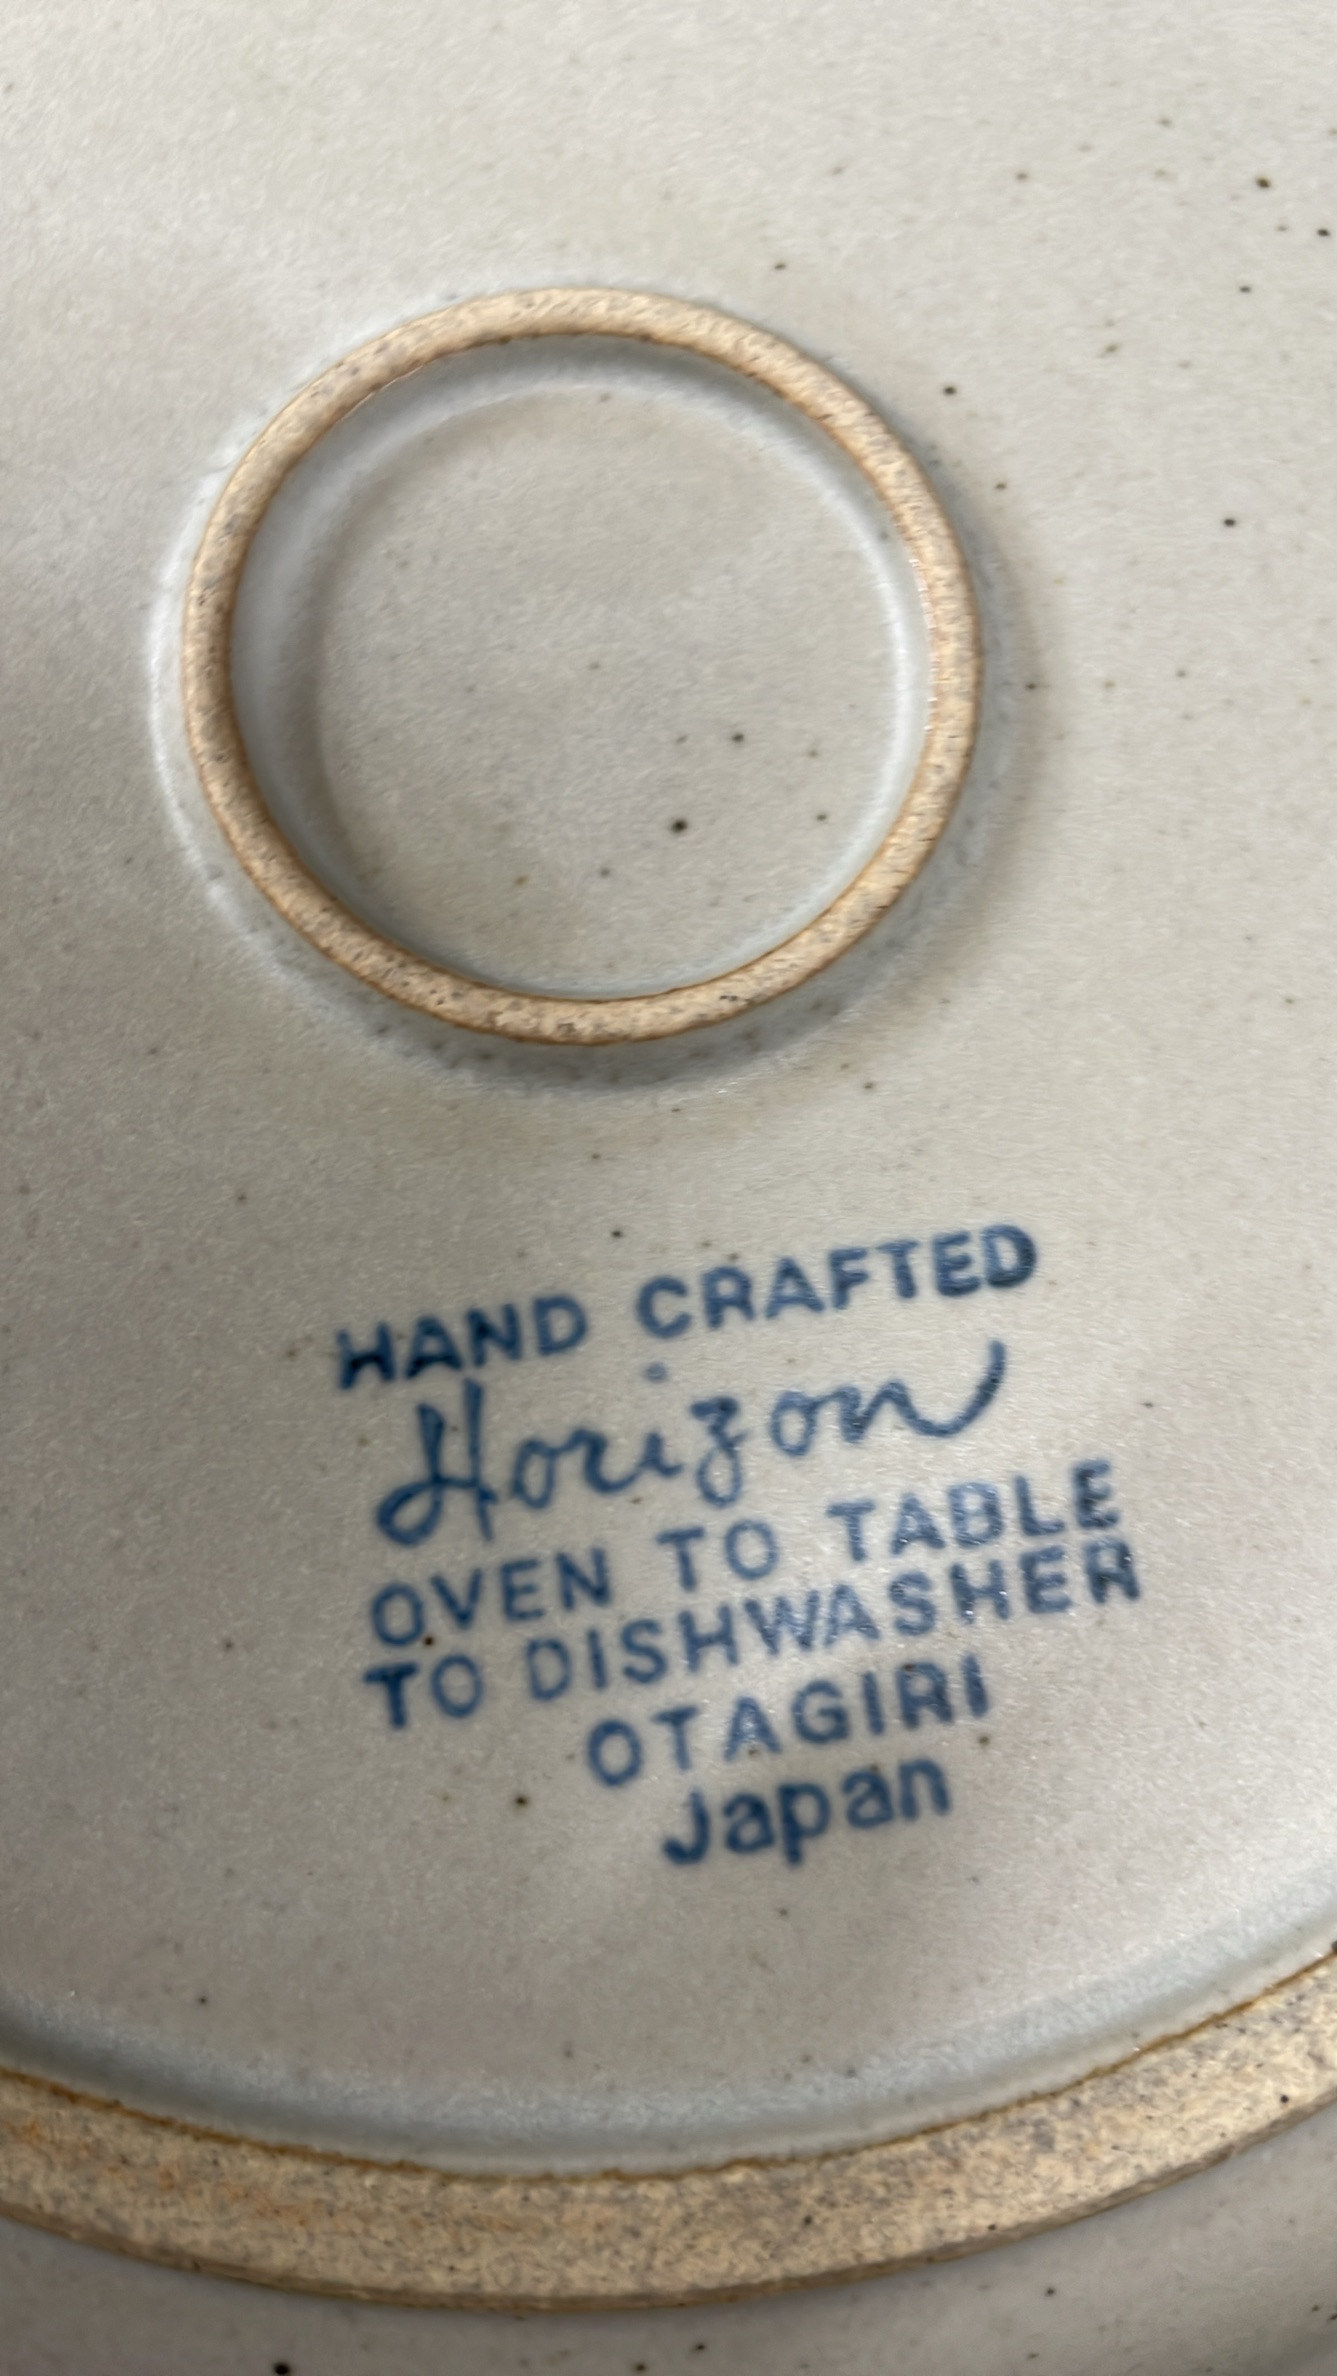 HAND CRAFTED
Horizon
OVEN TO TABLE
TO DISHWASHER
OTAGIRI
Japan